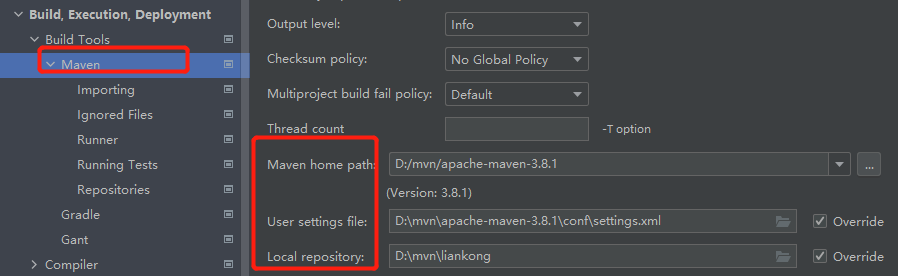 Build, Execution, Deployment
Build Tools
Maven
Importing
Ignored Files
Runner
Running Tests
Repositories
Gradle
Gant
Compiler
Output level: Info
Checksum policy: No Global Policy
Multiproject build fail policy: Default
Thread count -T option
Maven home path: D:/mvn/apache-maven-3.8.1 ...
(Version: 3.8.1)
User settings file: D:\mvn\apache-maven-3.8.1\conf\settings.xml Override
Local repository: D:\mvn\liankong Override